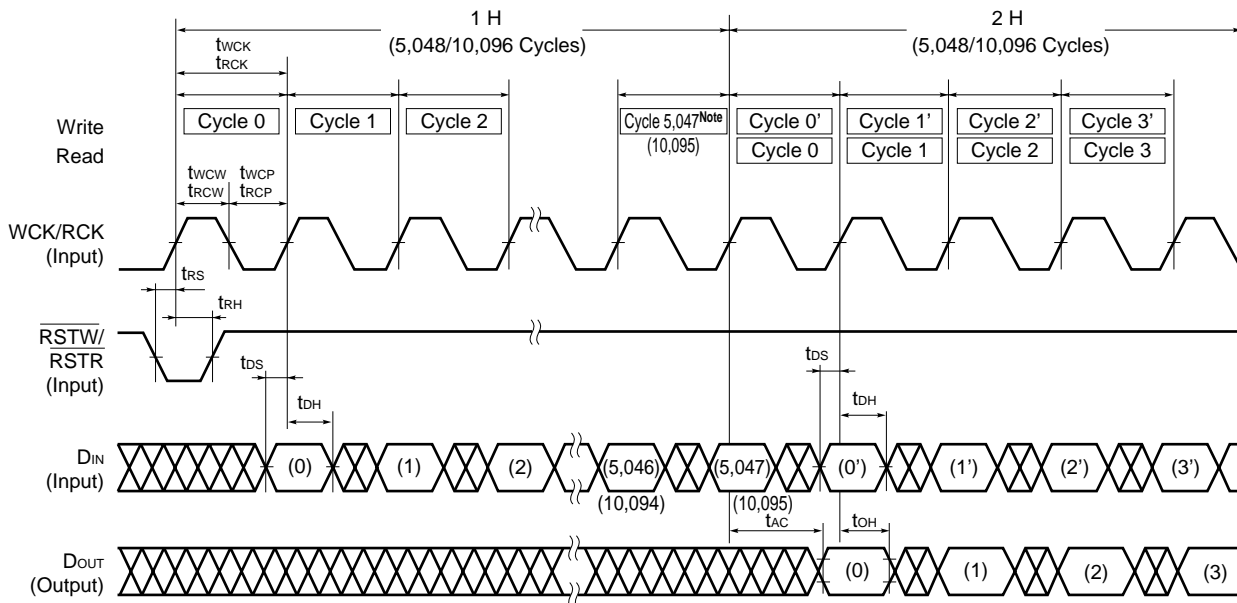 1 H
(5,048/10,096 Cycles)
2 H
(5,048/10,096 Cycles)
tWCK
tRCK
Write
Read
Cycle 0
Cycle 1
Cycle 2
Cycle 5,047Note
(10,095)
Cycle 0'
Cycle 1'
Cycle 2'
Cycle 3'
Cycle 0
Cycle 1
Cycle 2
Cycle 3
tWCW
tRCW
tWCP
tRCP
WCK/RCK
(Input)
tRS
tRH
RSTW/
RSTR
(Input)
tDS
tDH
tDS
tDH
DIN
(Input)
(0)
(1)
(2)
(5,046)
(10,094)
(5,047)
(10,095)
(0')
(1')
(2')
(3')
tAC
tOH
DOUT
(Output)
(0)
(1)
(2)
(3)